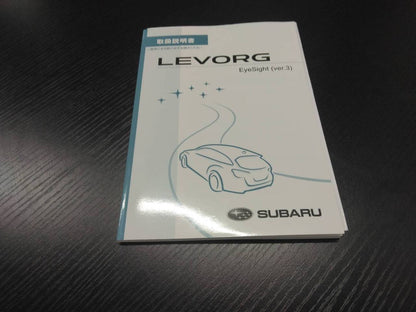 取扱説明書
LEVORG
EyeSight (ver.3)
SUBARU